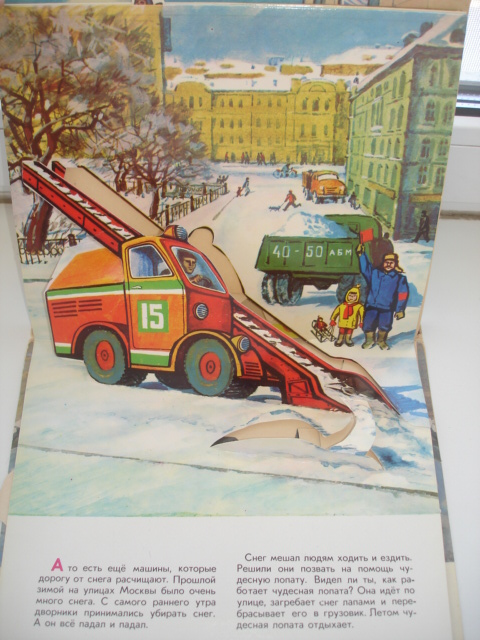 40-50 АБМ
15
А то есть ещё машины, которые
дорогу от снега расчищают. Прошлой
зимой на улицах Москвы было очень
много снега. С самого раннего утра
дворники принимались убирать снег.
А он всё падал и падал.
Снег мешал людям ходить и ездить.
Решили они позвать на помощь чу-
десную лопату. Видел ли ты, как ра-
ботает чудесная лопата? Она идёт по
улице, загребает снег лапами и пере-
брасывает его в грузовик. Летом чу-
десная лопата отдыхает.